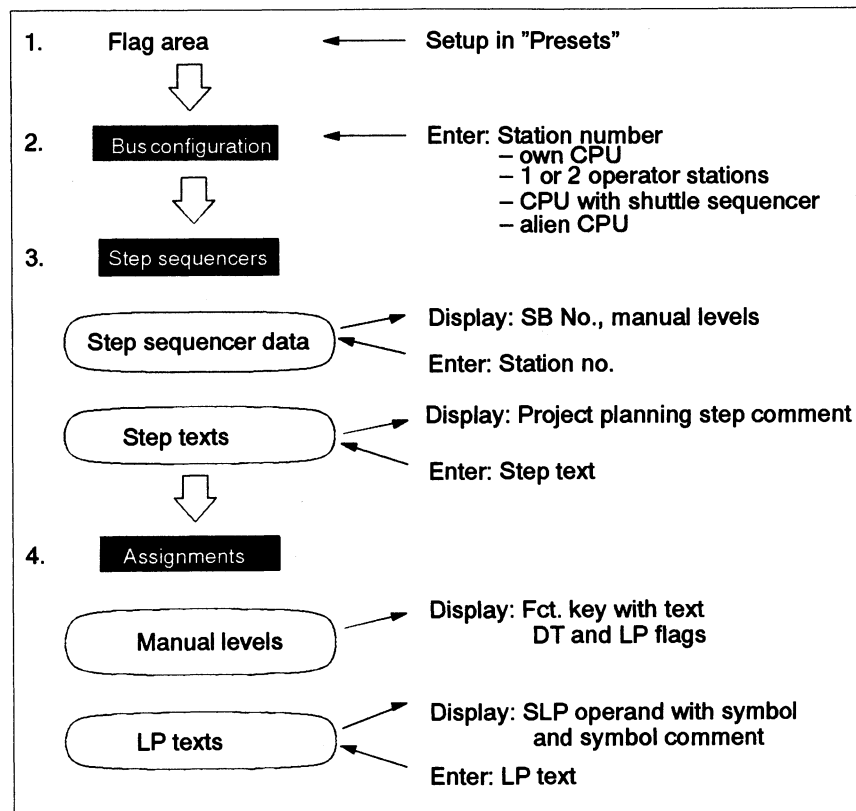 1. Flag area Setup in "Presets"
2. Bus configuration Enter: Station number
– own CPU
– 1 or 2 operator stations
– CPU with shuttle sequencer
– alien CPU
3. Step sequencers
Step sequencer data
Display: SB No., manual levels
Enter: Station no.
Step texts
Display: Project planning step comment
Enter: Step text
4. Assignments
Manual levels
Display: Fct. key with text
DT and LP flags
LP texts
Display: SLP operand with symbol
and symbol comment
Enter: LP text